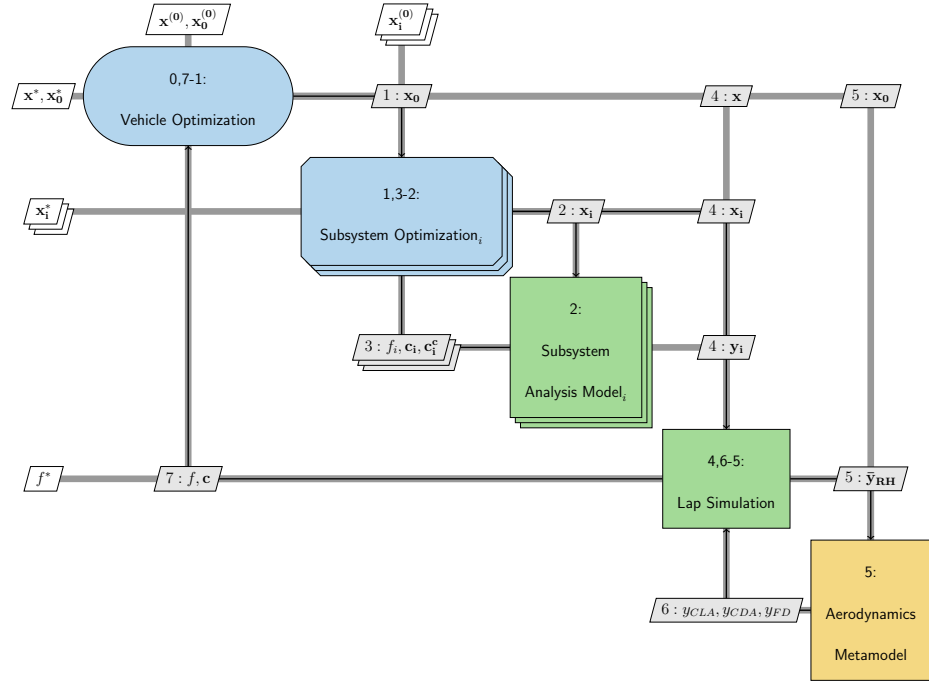 x^(0), x_0^(0)
x_i^(0)
0,7-1:
Vehicle Optimization
x*, x_0*
1 : x_0
4 : x
5 : x_0
1,3-2:
Subsystem Optimization_i
x_i*
2 : x_i
4 : x_i
2:
Subsystem
Analysis Model_i
3 : f_i, c_i, c_i^c
4 : y_i
4,6-5:
Lap Simulation
f*
7 : f, c
5 : ȳ_RH
5:
Aerodynamics
Metamodel
6 : y_CLA, y_CDA, y_FD